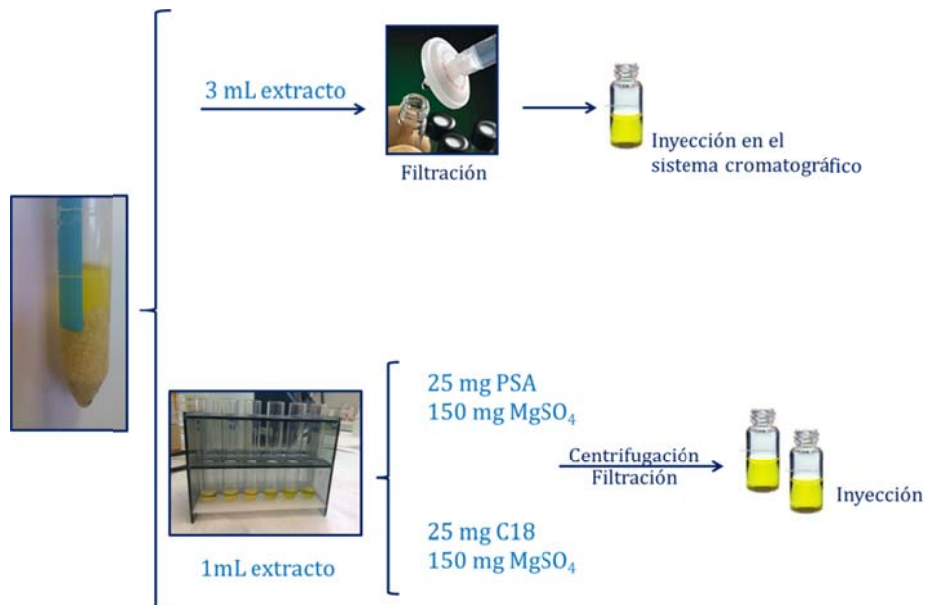 3 mL extracto
Filtración
Inyección en el
sistema cromatográfico
1mL extracto
25 mg PSA
150 mg MgSO₄
25 mg C18
150 mg MgSO₄
Centrifugación
Filtración
Inyección